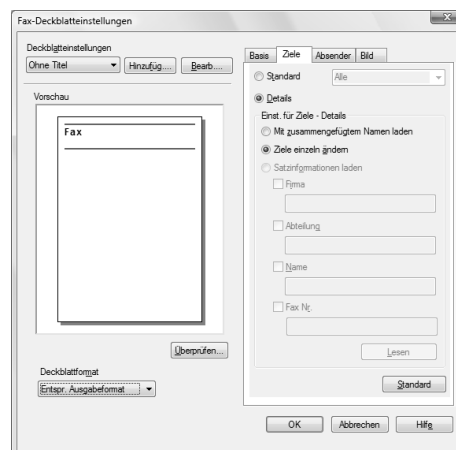 Fax-Deckblatteinstellungen
Deckblatteinstellungen
Ohne Titel
Hinzufüg....
Bearb....
Vorschau
Fax
Überprüfen...
Deckblattformat
Entspr. Ausgabeformat
Basis Ziele Absender Bild
Standard Alle
Details
Einst. für Ziele - Details
Mit zusammengefügtem Namen laden
Ziele einzeln ändern
Satzinformationen laden
Firma
Abteilung
Name
Fax Nr.
Lesen
Standard
OK Abbrechen Hilfe